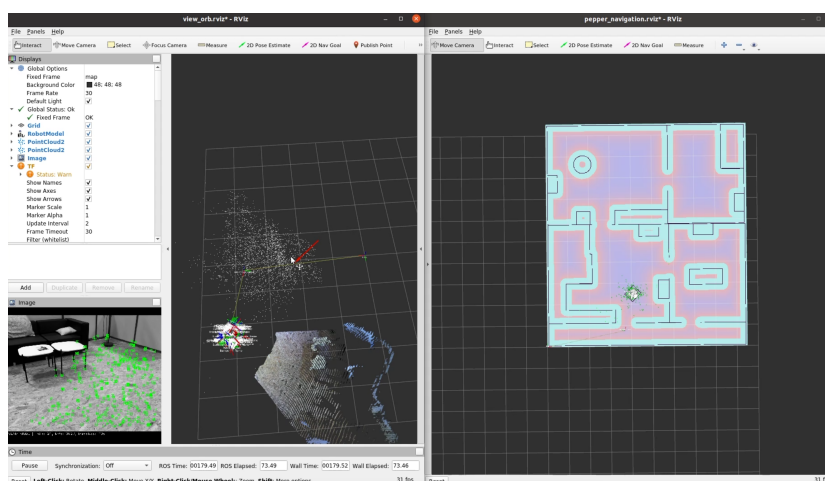 view_orb.rviz* - RViz
File Panels Help
Interact Move Camera Select Focus Camera Measure 2D Pose Estimate 2D Nav Goal Publish Point »
Displays
Global Options
Fixed Frame map
Background Color 48; 48; 48
Frame Rate 30
Default Light ✓
Global Status: Ok
Fixed Frame OK
Grid ✓
RobotModel ✓
PointCloud2 ✓
PointCloud2 ✓
Image ✓
TF ✓
Status: Warn
Show Names ✓
Show Axes ✓
Show Arrows ✓
Marker Scale 1
Marker Alpha 1
Update Interval 2
Frame Timeout 30
Filter (whitelist)
Add Duplicate Remove Rename
Image
Time
Pause Synchronization: Off ROS Time: 00179.49 ROS Elapsed: 73.49 Wall Time: 00179.52 Wall Elapsed: 73.46
Reset Left-Click: Rotate. Middle-Click: Move X/Y. Right-Click/Mouse Wheel: Zoom. Shift: More options. 31 fps
pepper_navigation.rviz* - RViz
File Panels Help
Move Camera Interact Select 2D Pose Estimate 2D Nav Goal Measure
Reset